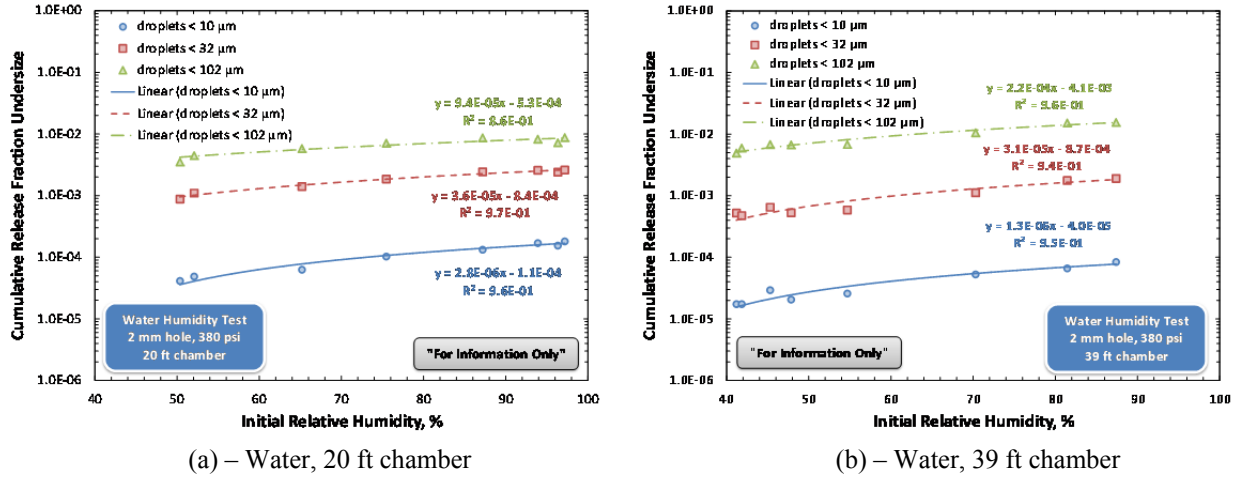 Cumulative Release Fraction Undersize
1.0E+00
1.0E-01
1.0E-02
1.0E-03
1.0E-04
1.0E-05
1.0E-06
droplets < 10 µm
droplets < 32 µm
droplets < 102 µm
Linear (droplets < 10 µm)
Linear (droplets < 32 µm)
Linear (droplets < 102 µm)
y = 9.4E-05x - 5.3E-04
R² = 8.6E-01
y = 3.6E-05x - 8.4E-04
R² = 9.7E-01
y = 2.8E-06x - 1.1E-04
R² = 9.6E-01
Water Humidity Test
2 mm hole, 380 psi
20 ft chamber
"For Information Only"
40 50 60 70 80 90 100
Initial Relative Humidity, %
(a) – Water, 20 ft chamber
Cumulative Release Fraction Undersize
1.0E+00
1.0E-01
1.0E-02
1.0E-03
1.0E-04
1.0E-05
1.0E-06
droplets < 10 µm
droplets < 32 µm
droplets < 102 µm
Linear (droplets < 10 µm)
Linear (droplets < 32 µm)
Linear (droplets < 102 µm)
y = 2.2E-04x - 4.1E-03
R² = 9.6E-01
y = 3.1E-05x - 8.7E-04
R² = 9.4E-01
y = 1.3E-06x - 4.0E-05
R² = 9.5E-01
"For Information Only"
Water Humidity Test
2 mm hole, 380 psi
39 ft chamber
40 50 60 70 80 90 100
Initial Relative Humidity, %
(b) – Water, 39 ft chamber